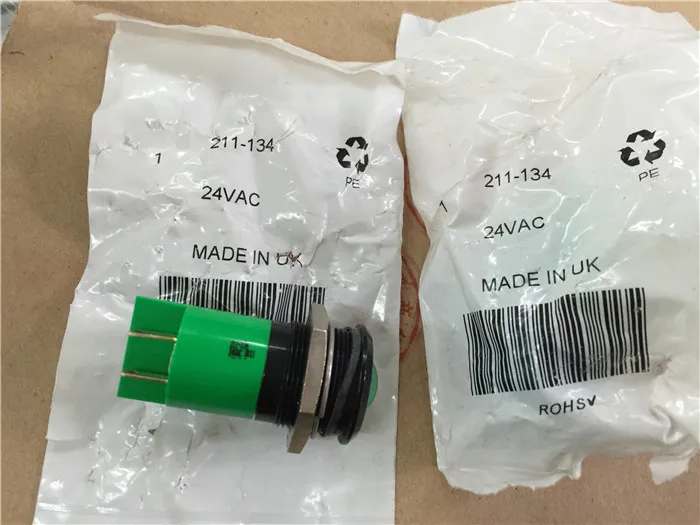 211-134
1
PE
24VAC
MADE IN UK
211-134
1
PE
24VAC
MADE IN UK
ROHS√